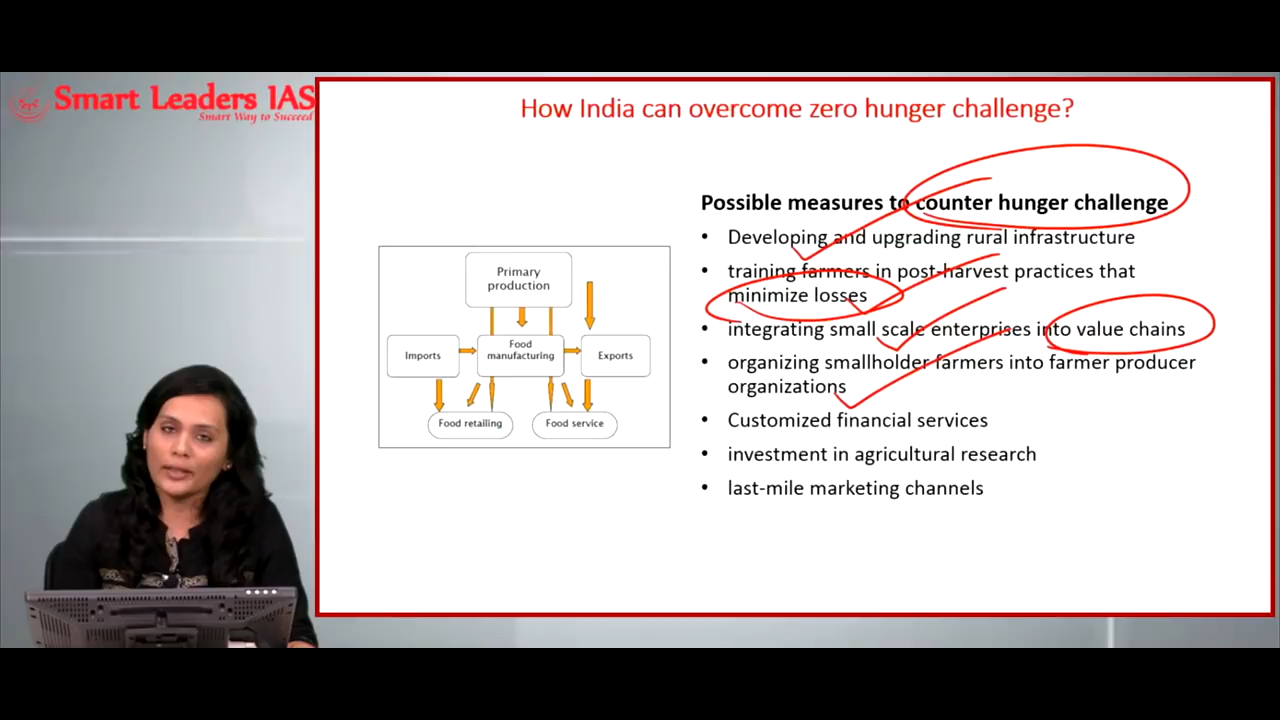 Smart Leaders IAS
Smart Way to Succeed
How India can overcome zero hunger challenge?
Possible measures to counter hunger challenge
• Developing and upgrading rural infrastructure
• training farmers in post-harvest practices that
minimize losses
• integrating small scale enterprises into value chains
• organizing smallholder farmers into farmer producer
organizations
• Customized financial services
• investment in agricultural research
• last-mile marketing channels
Primary
production
Imports
Food
manufacturing
Exports
Food retailing
Food service